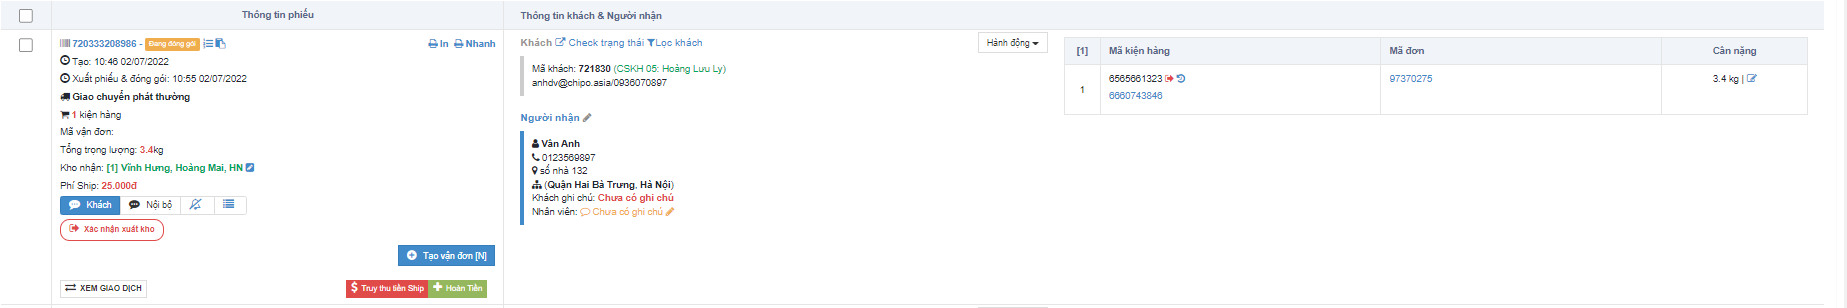 Thông tin phiếu
Thông tin khách & Người nhận
720333208986 - Đang đóng gói
In Nhanh
Tạo: 10:46 02/07/2022
Xuất phiếu & đóng gói: 10:55 02/07/2022
Giao chuyển phát thường
1 kiện hàng
Mã vận đơn:
Tổng trọng lượng: 3.4kg
Kho nhận: [1] Vĩnh Hưng, Hoàng Mai, HN
Phí Ship: 25.000đ
Khách Nội bộ
Xác nhận xuất kho
Tạo vận đơn [N]
XEM GIAO DỊCH
Truy thu tiền Ship Hoàn Tiền
Khách Check trạng thái Lọc khách
Hành động
Mã khách: 721830 (CSKH 05: Hoàng Lưu Ly)
anhdv@chipo.asia/0936070897
Người nhận
Vân Anh
0123569897
số nhà 132
(Quận Hai Bà Trưng, Hà Nội)
Khách ghi chú: Chưa có ghi chú
Nhân viên: Chưa có ghi chú
[1] Mã kiện hàng Mã đơn Cân nặng
1 6565661323 97370275 3.4 kg |
6660743846